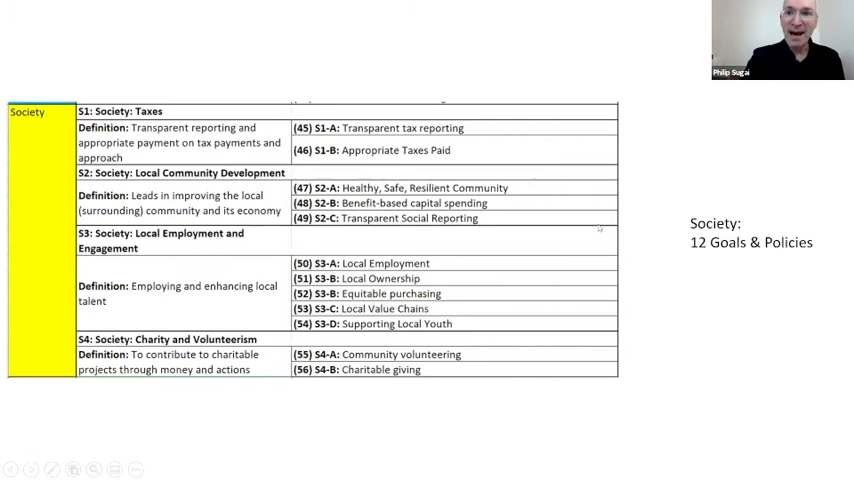 Philip Sugai
Society
S1: Society: Taxes
Definition: Transparent reporting and
appropriate payment on tax payments and
approach
(45) S1-A: Transparent tax reporting
(46) S1-B: Appropriate Taxes Paid
S2: Society: Local Community Development
Definition: Leads in improving the local
(surrounding) community and its economy
(47) S2-A: Healthy, Safe, Resilient Community
(48) S2-B: Benefit-based capital spending
(49) S2-C: Transparent Social Reporting
S3: Society: Local Employment and
Engagement
Definition: Employing and enhancing local
talent
(50) S3-A: Local Employment
(51) S3-B: Local Ownership
(52) S3-B: Equitable purchasing
(53) S3-C: Local Value Chains
(54) S3-D: Supporting Local Youth
S4: Society: Charity and Volunteerism
Definition: To contribute to charitable
projects through money and actions
(55) S4-A: Community volunteering
(56) S4-B: Charitable giving
Society:
12 Goals & Policies